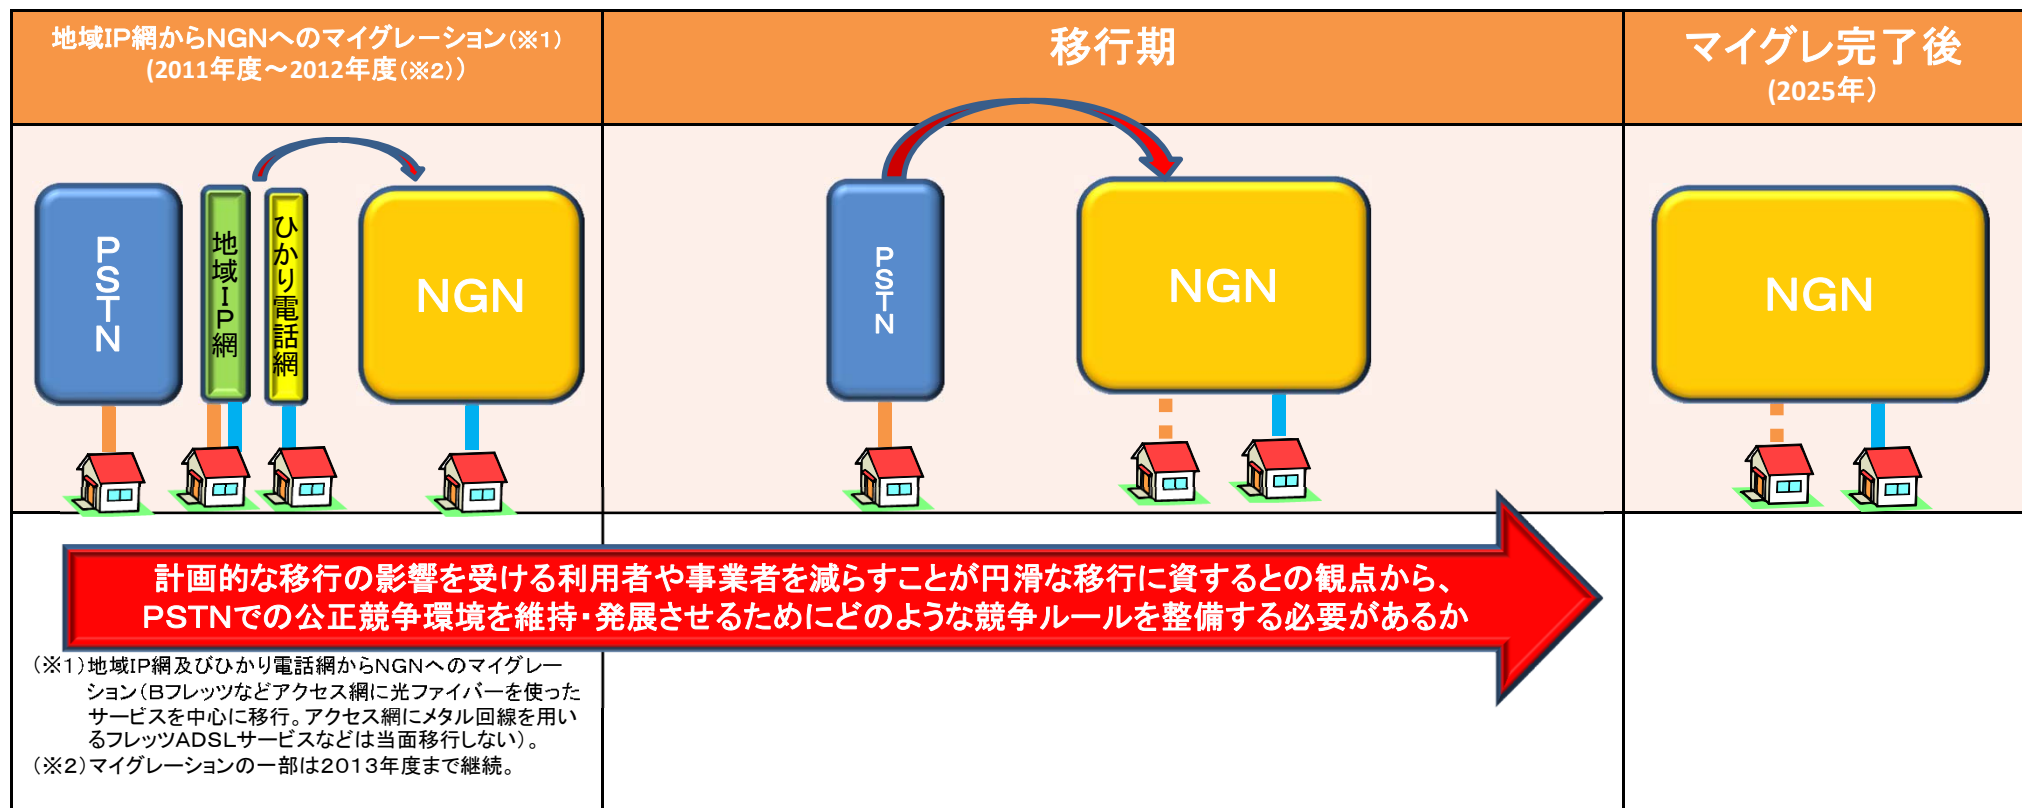 地域IP網からNGNへのマイグレーション(※1)
(2011年度～2012年度(※2))
移行期
マイグレ完了後
(2025年)
PSTN
地域IP網
ひかり電話網
NGN
PSTN
NGN
NGN
計画的な移行の影響を受ける利用者や事業者を減らすことが円滑な移行に資するとの観点から、
PSTNでの公正競争環境を維持・発展させるためにどのような競争ルールを整備する必要があるか
(※1)地域IP網及びひかり電話網からNGNへのマイグレー
ション(Bフレッツなどアクセス網に光ファイバーを使った
サービスを中心に移行。アクセス網にメタル回線を用い
るフレッツADSLサービスなどは当面移行しない)。
(※2)マイグレーションの一部は2013年度まで継続。